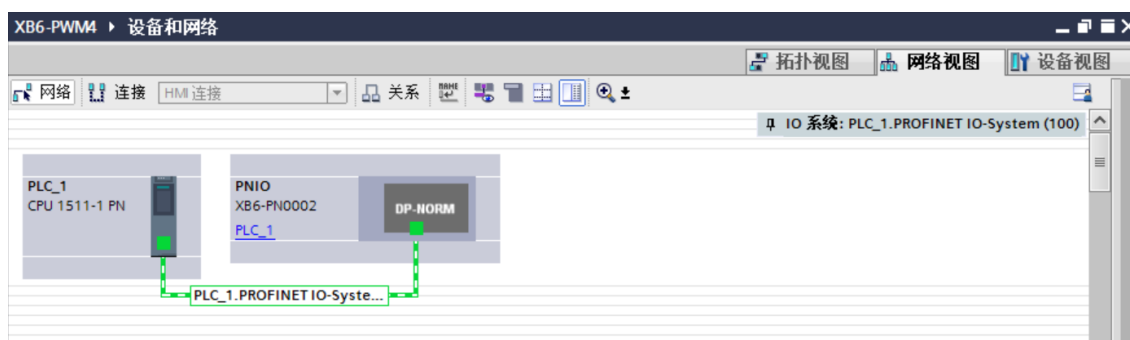 XB6-PWM4 ▸ 设备和网络
拓扑视图 网络视图 设备视图
网络 连接 HMI 连接 关系
IO 系统: PLC_1.PROFINET IO-System (100)
PLC_1
CPU 1511-1 PN
PNIO
XB6-PN0002
PLC_1
DP-NORM
PLC_1.PROFINET IO-Syste...